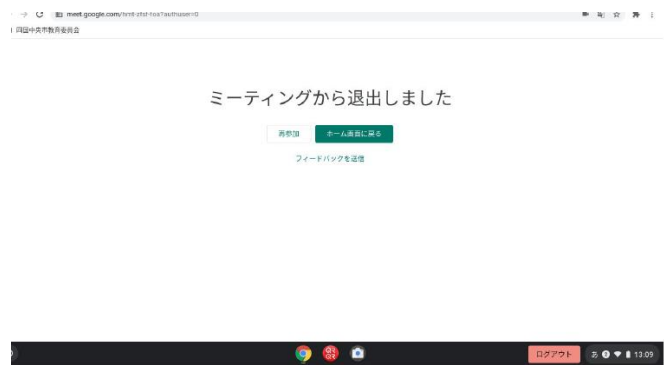 meet.google.com/
四国中央市教育委員会
ミーティングから退出しました
再参加 ホーム画面に戻る
フィードバックを送信
ログアウト あ 13:09